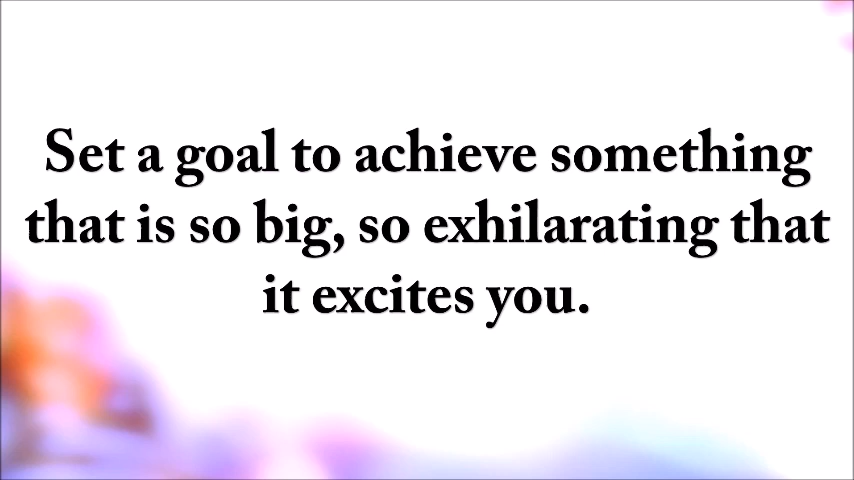 Set a goal to achieve something
that is so big, so exhilarating that
it excites you.